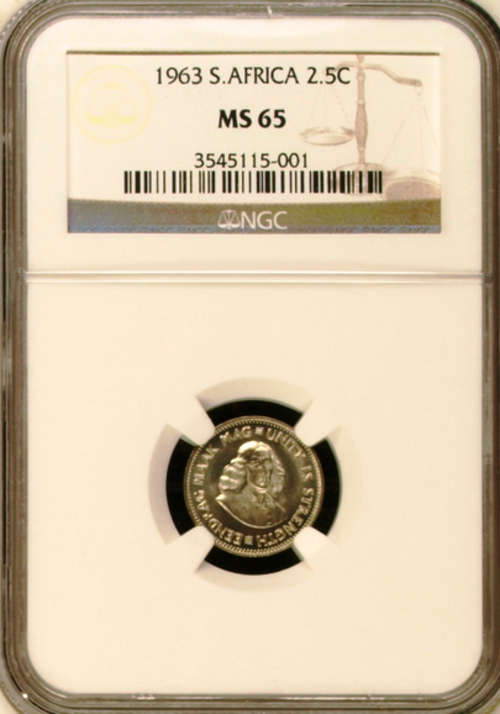 1963 S.AFRICA 2.5C
MS 65
3545115-001
NGC
EENDRAG MAAK MAG UNITY IS STRENGTH